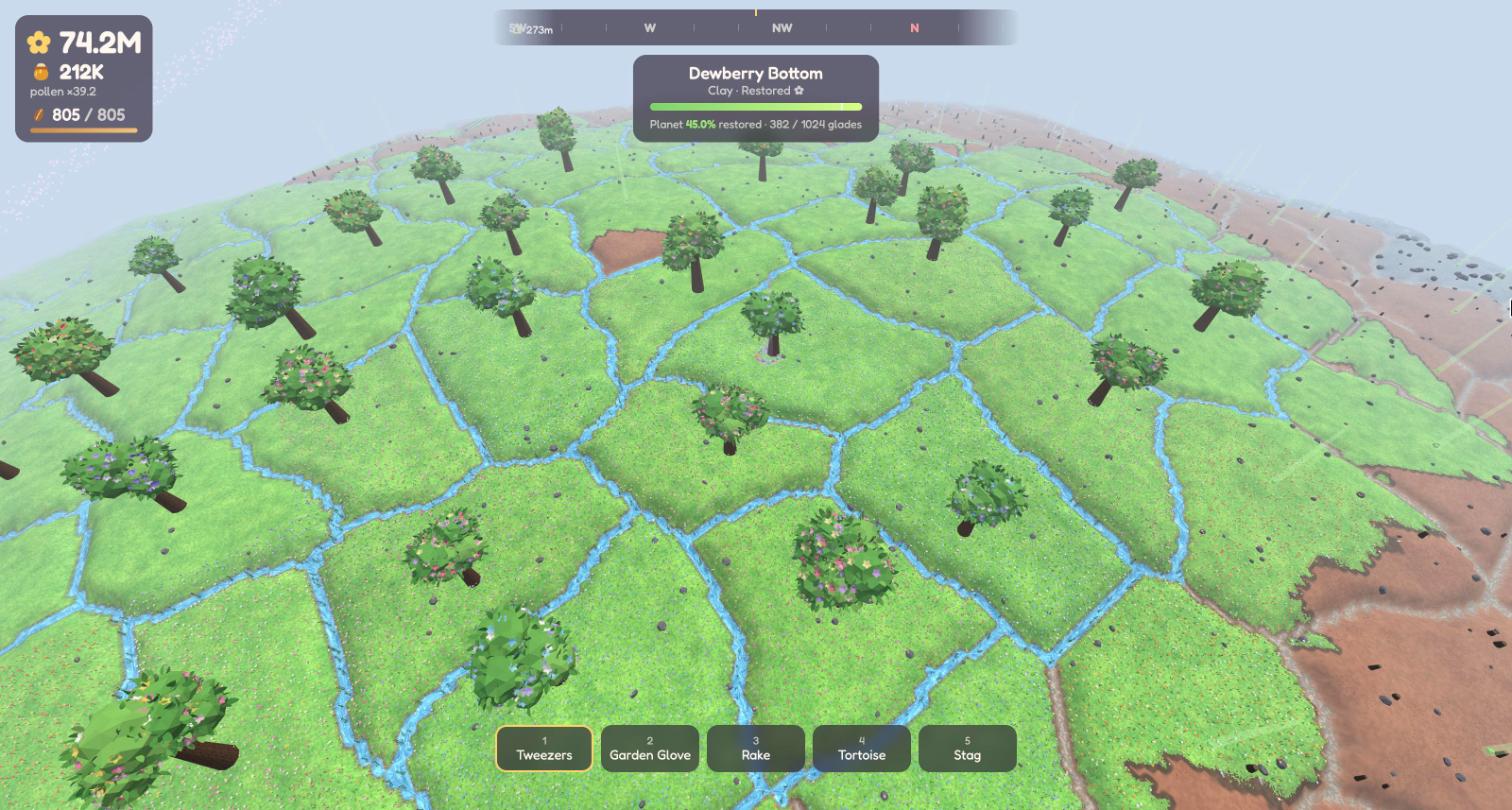 74.2M
212K
pollen ×39.2
805 / 805
273m
W
NW
N
Dewberry Bottom
Clay · Restored ✿
Planet 45.0% restored · 382 / 1024 glades
1
Tweezers
2
Garden Glove
3
Rake
4
Tortoise
5
Stag